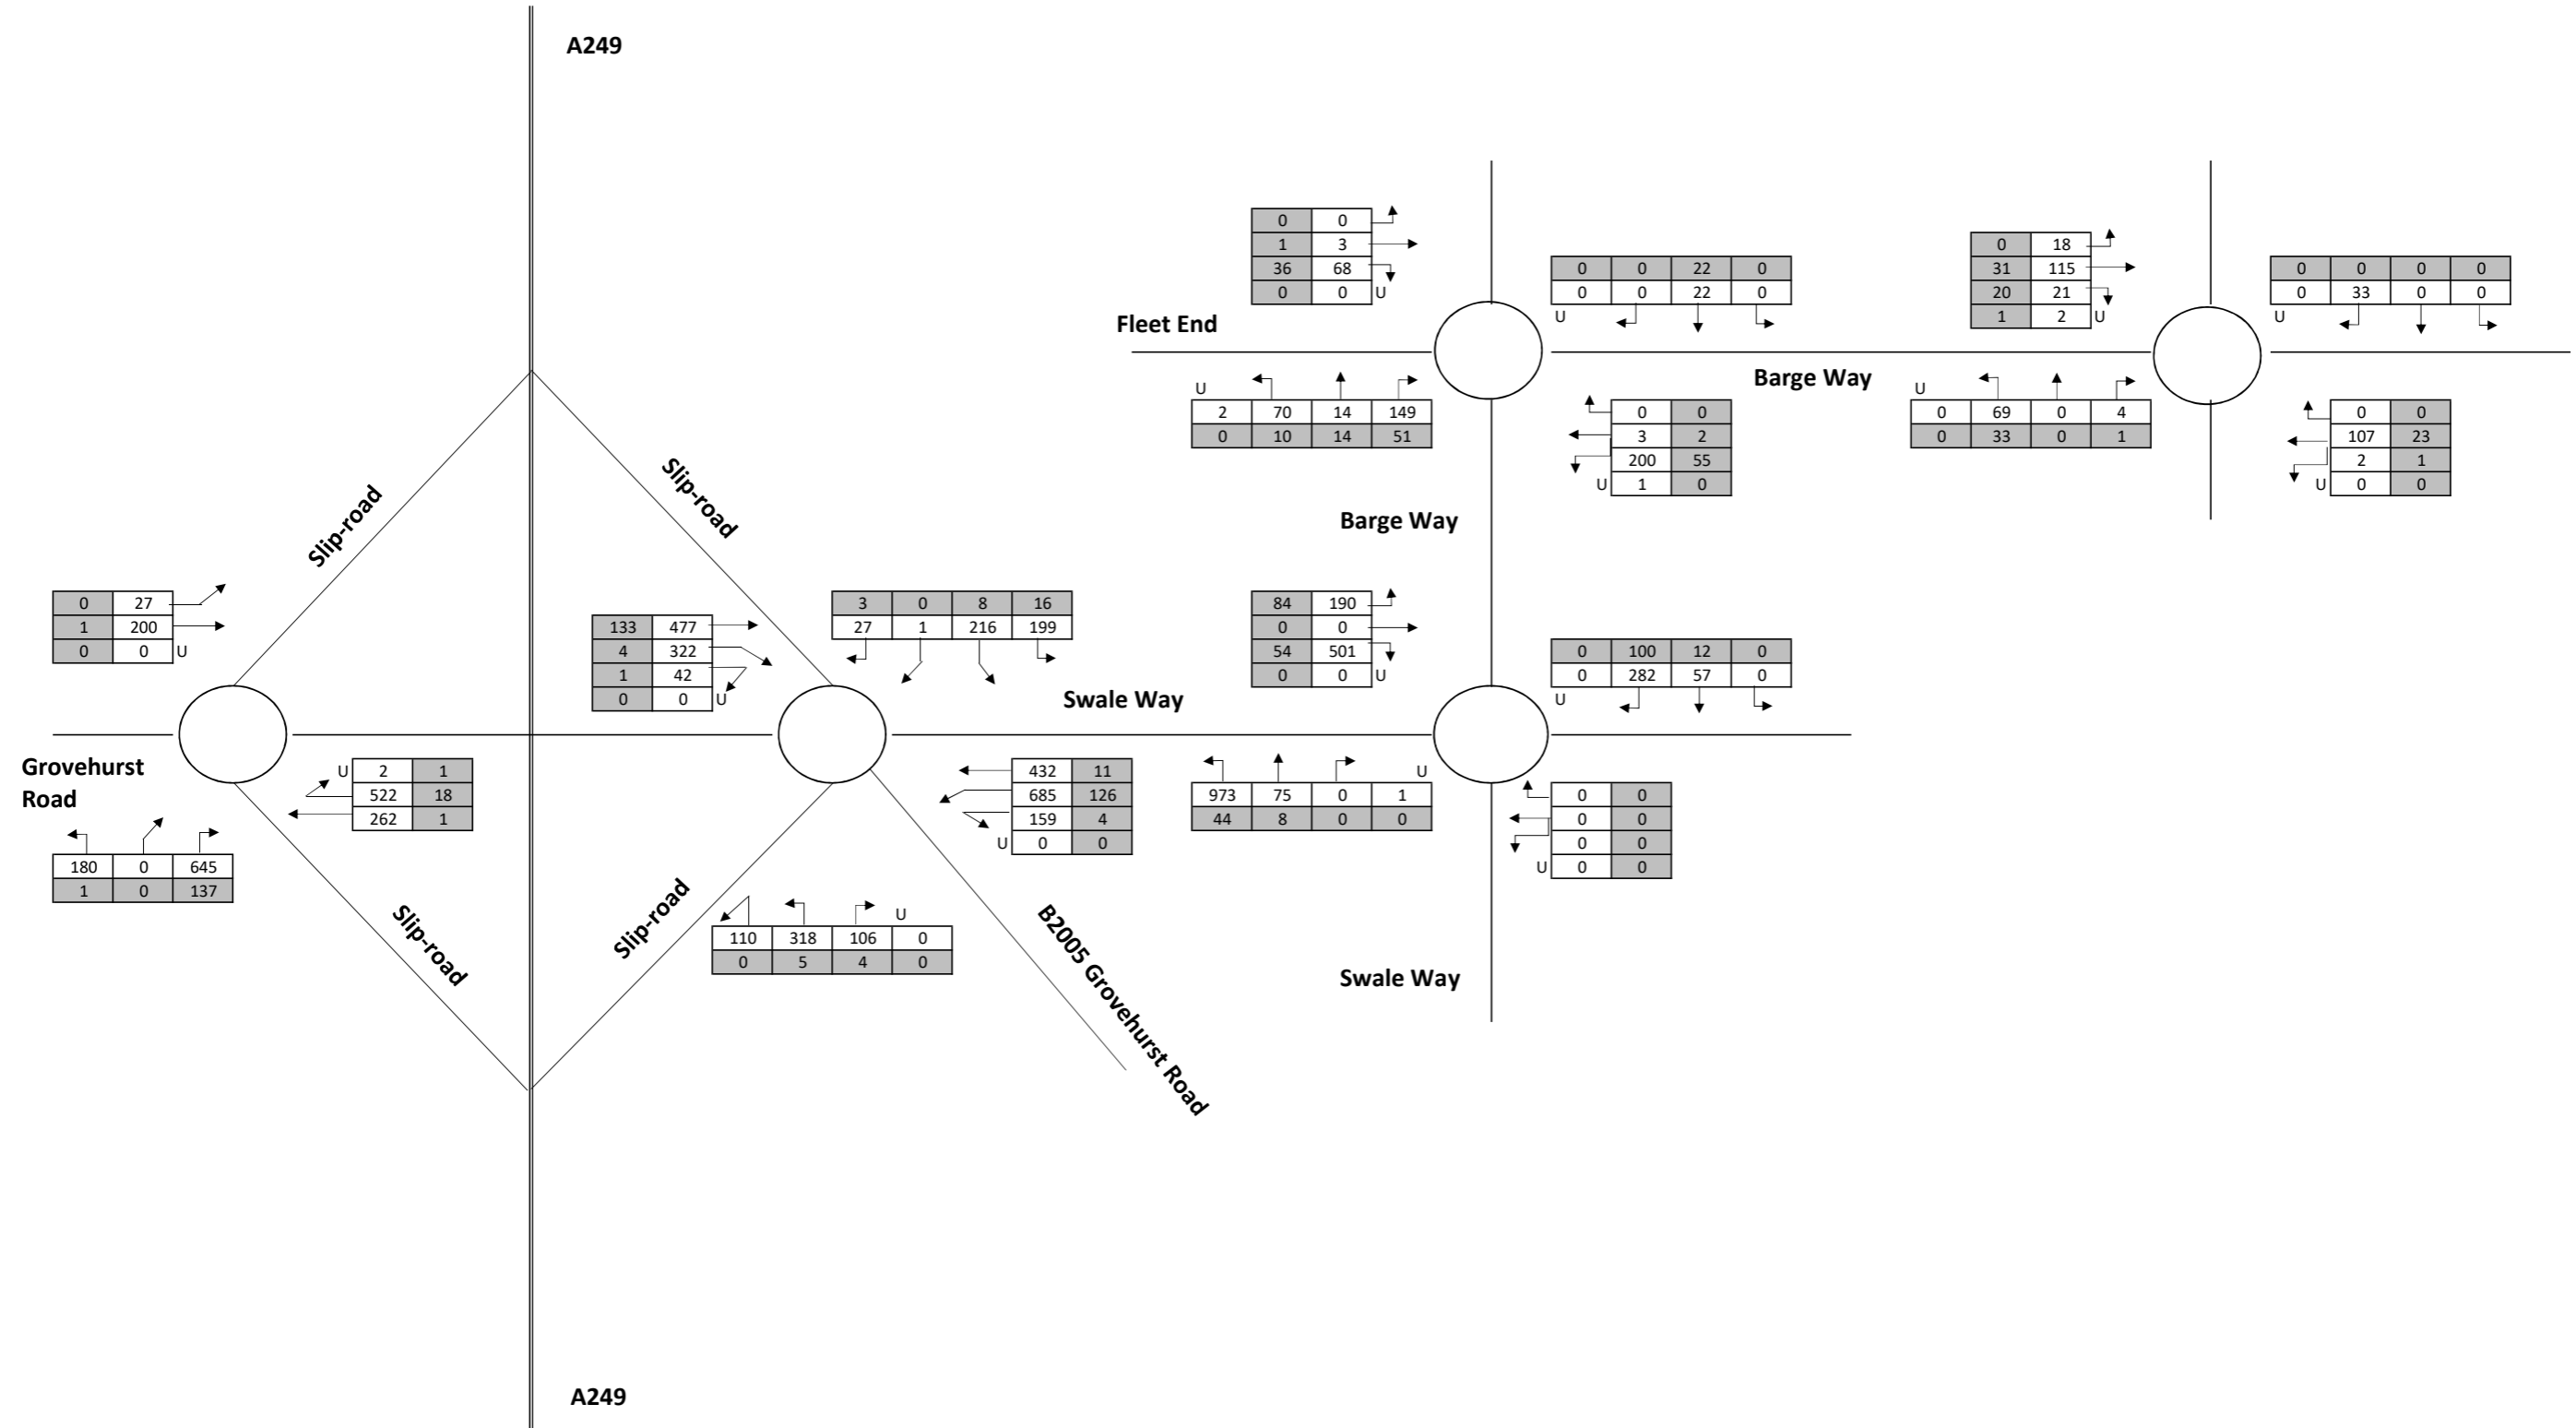 A249
0 0
1 3
36 68
0 0 U
Fleet End
0 0 22 0
0 0 22 0
U
0 18
31 115
20 21
1 2 U
0 0 0 0
0 33 0 0
U
U
2 70 14 149
0 10 14 51
0 0
3 2
200 55
U 1 0
Barge Way
U
0 69 0 4
0 33 0 1
0 0
107 23
2 1
U 0 0
Slip-road
Slip-road
Barge Way
0 27
1 200
0 0 U
133 477
4 322
1 42
0 0 U
3 0 8 16
27 1 216 199
Swale Way
84 190
0 0
54 501
0 0 U
0 100 12 0
0 282 57 0
U
Grovehurst
Road
U 2 1
522 18
262 1
180 0 645
1 0 137
432 11
685 126
159 4
U 0 0
U
973 75 0 1
44 8 0 0
0 0
0 0
0 0
U 0 0
Slip-road
Slip-road
U
110 318 106 0
0 5 4 0
B2005 Grovehurst Road
Swale Way
A249